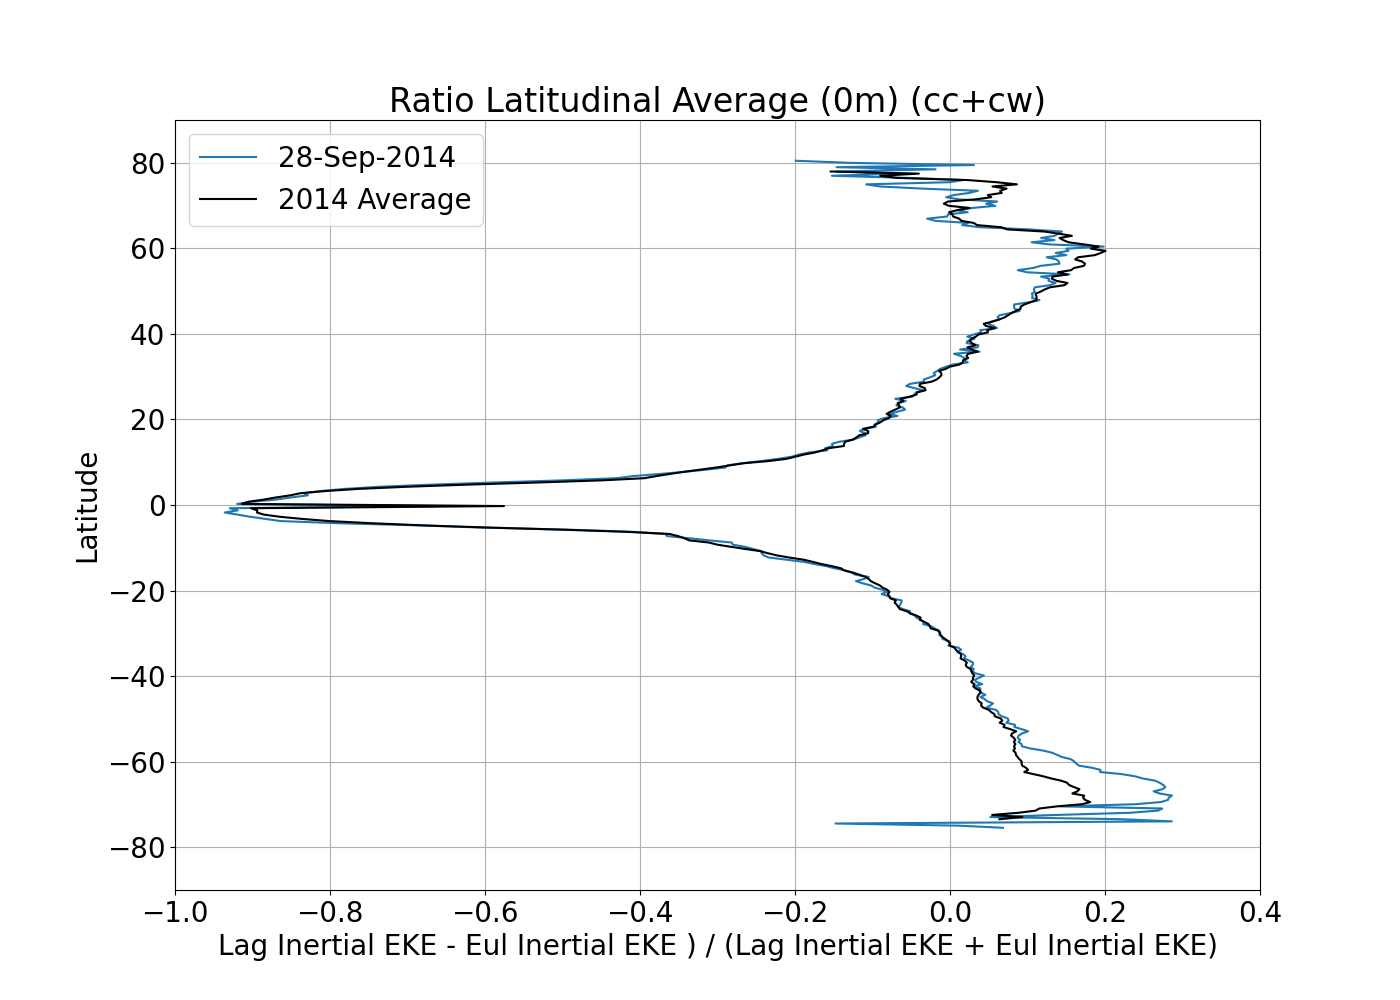 Ratio Latitudinal Average (0m) (cc+cw)
28-Sep-2014
2014 Average
80
60
40
20
0
−20
−40
−60
−80
Latitude
−1.0 −0.8 −0.6 −0.4 −0.2 0.0 0.2 0.4
Lag Inertial EKE - Eul Inertial EKE ) / (Lag Inertial EKE + Eul Inertial EKE)